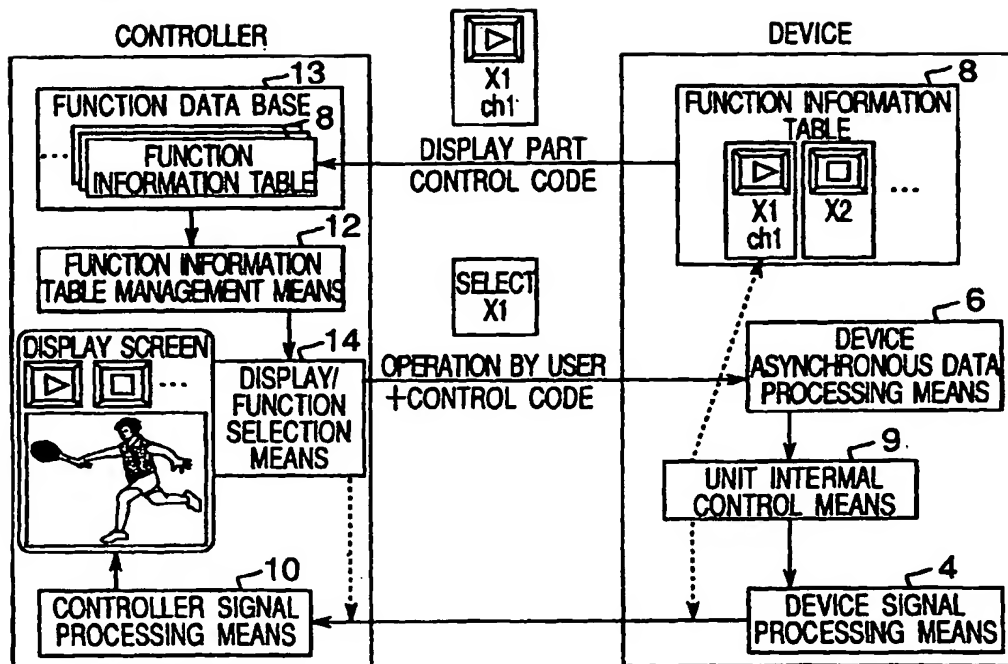 CONTROLLER
13
FUNCTION DATA BASE
8
...
FUNCTION
INFORMATION TABLE
12
FUNCTION INFORMATION
TABLE MANAGEMENT MEANS
DISPLAY SCREEN
...
14
DISPLAY/
FUNCTION
SELECTION
MEANS
10
CONTROLLER SIGNAL
PROCESSING MEANS
X1
ch1
DISPLAY PART
CONTROL CODE
SELECT
X1
OPERATION BY USER
+CONTROL CODE
DEVICE
8
FUNCTION INFORMATION
TABLE
X1
ch1
X2
...
6
DEVICE
ASYNCHRONOUS DATA
PROCESSING MEANS
9
UNIT INTERMAL
CONTROL MEANS
4
DEVICE SIGNAL
PROCESSING MEANS